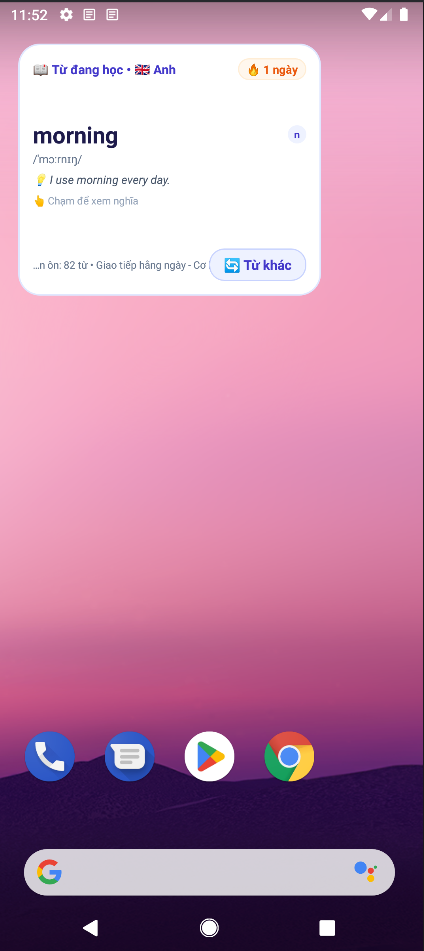 11:52
📖 Từ đang học • 🇬🇧 Anh
🔥 1 ngày
morning
n
/ˈmɔːrnɪŋ/
💡 I use morning every day.
👆 Chạm để xem nghĩa
...n ôn: 82 từ • Giao tiếp hằng ngày - Cơ
🔄 Từ khác